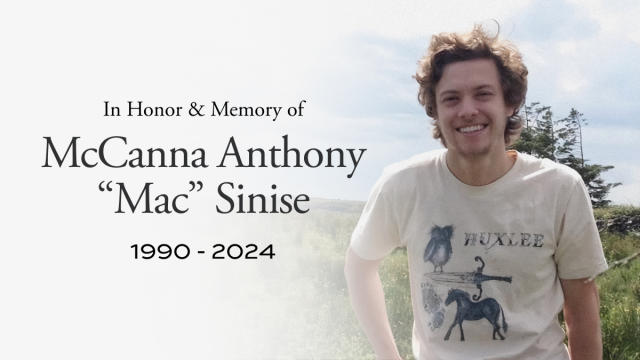 In Honor & Memory of
McCanna Anthony
“Mac” Sinise
1990 - 2024
HUXLEE